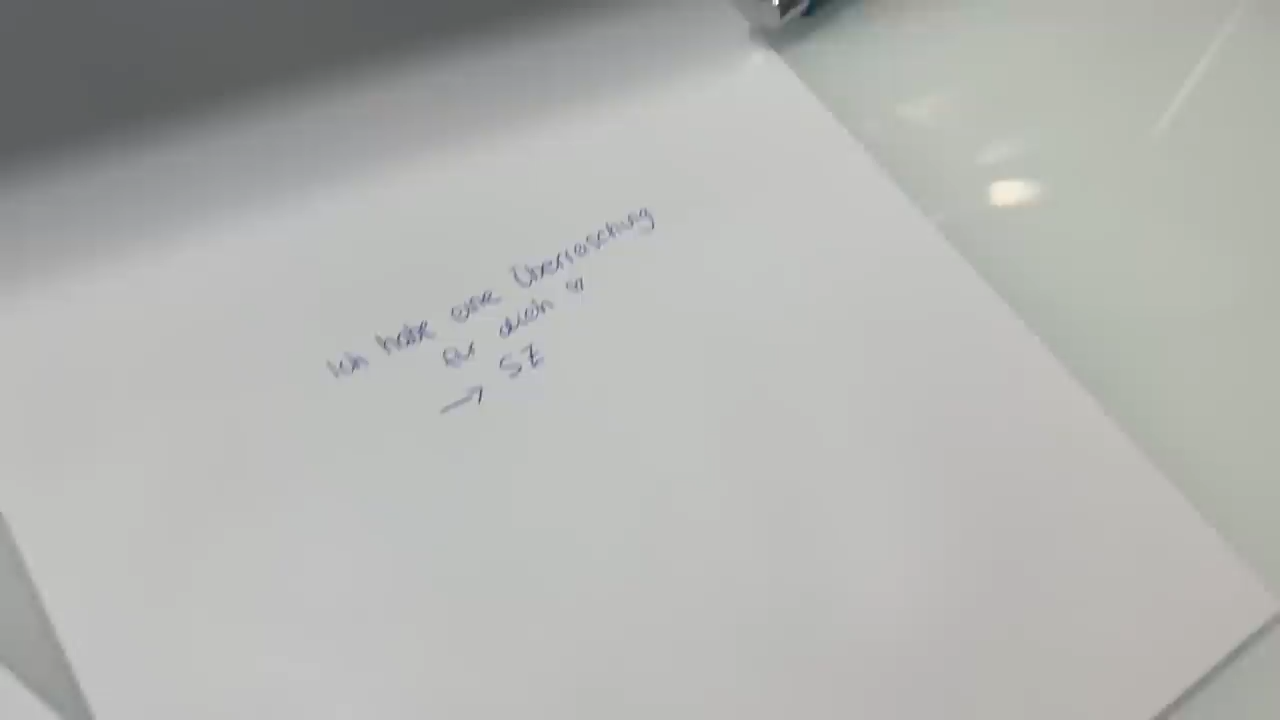 Ich habe eine Überraschung
für dich
→ SZ